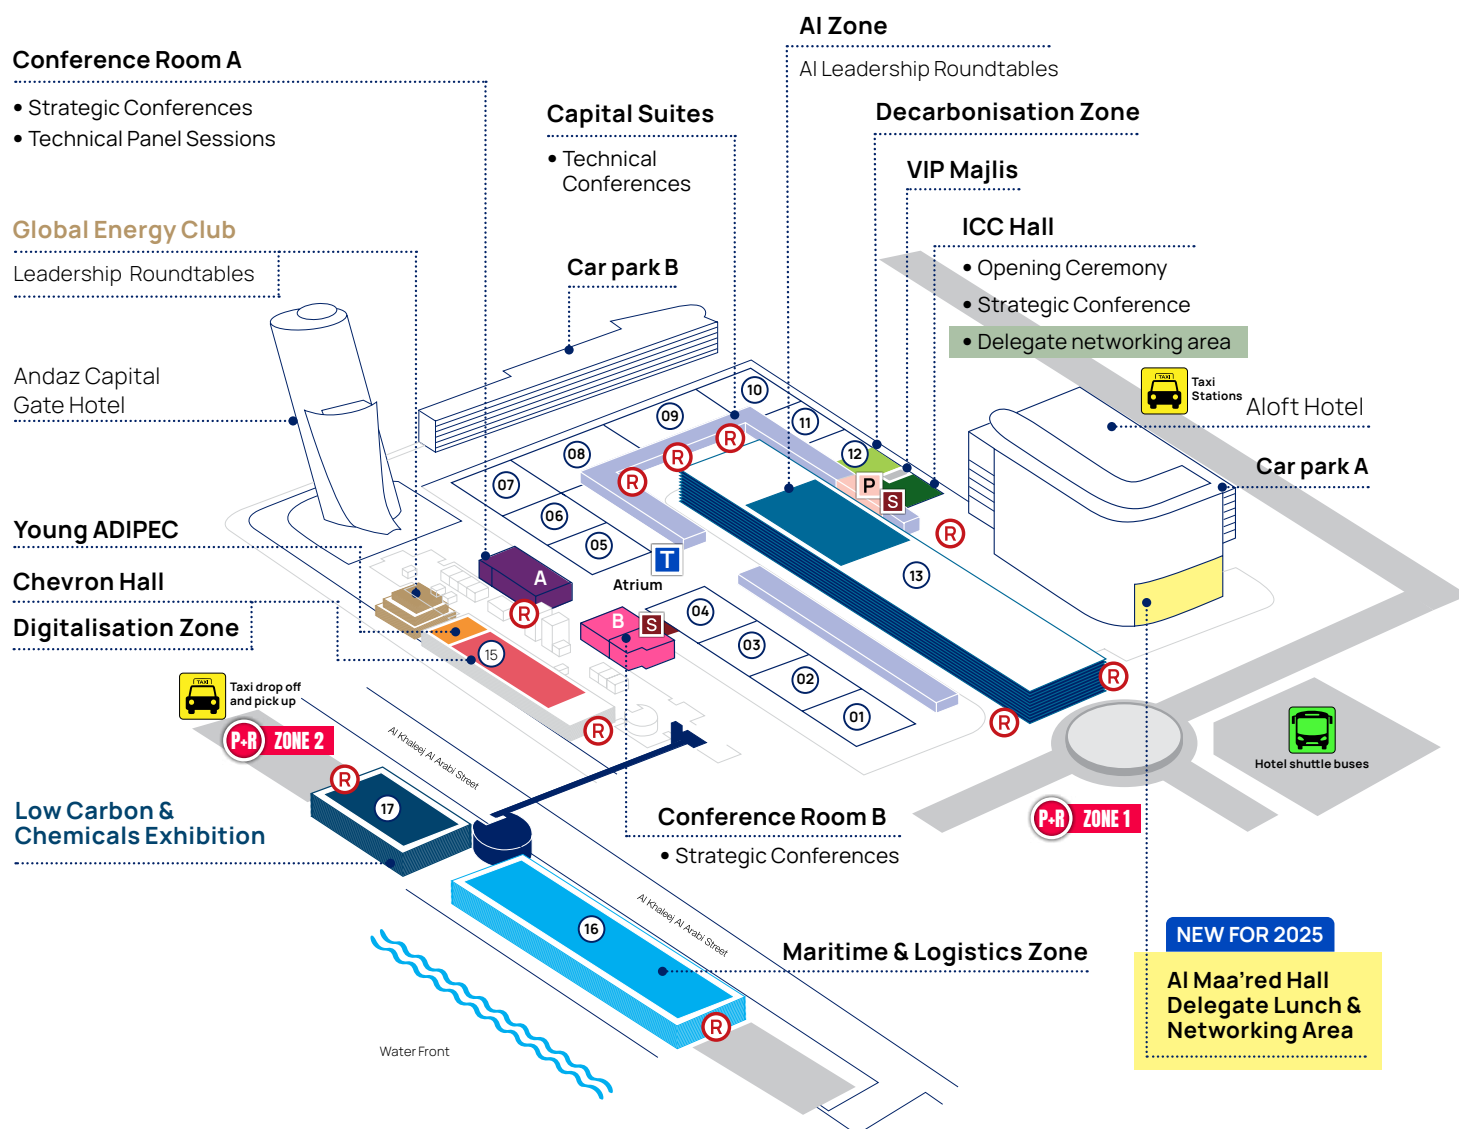 AI Zone
AI Leadership Roundtables
Conference Room A
• Strategic Conferences
• Technical Panel Sessions
Capital Suites
• Technical
Conferences
Decarbonisation Zone
VIP Majlis
ICC Hall
• Opening Ceremony
• Strategic Conference
• Delegate networking area
Global Energy Club
Leadership Roundtables
Car park B
Andaz Capital
Gate Hotel
TAXI
Taxi
Stations
Aloft Hotel
Car park A
10
09
11
08
12
07
06
05
R
R
R
P
S
R
13
T
Atrium
A
R
B
S
04
03
02
01
Young ADIPEC
Chevron Hall
Digitalisation Zone
15
R
R
R
TAXI
Taxi drop off
and pick up
P+R ZONE 2
R
17
Al Khaleej Al Arabi Street
Hotel shuttle buses
P+R ZONE 1
Low Carbon &
Chemicals Exhibition
Conference Room B
• Strategic Conferences
16
Al Khaleej Al Arabi Street
Maritime & Logistics Zone
R
Water Front
NEW FOR 2025
Al Maa'red Hall
Delegate Lunch &
Networking Area